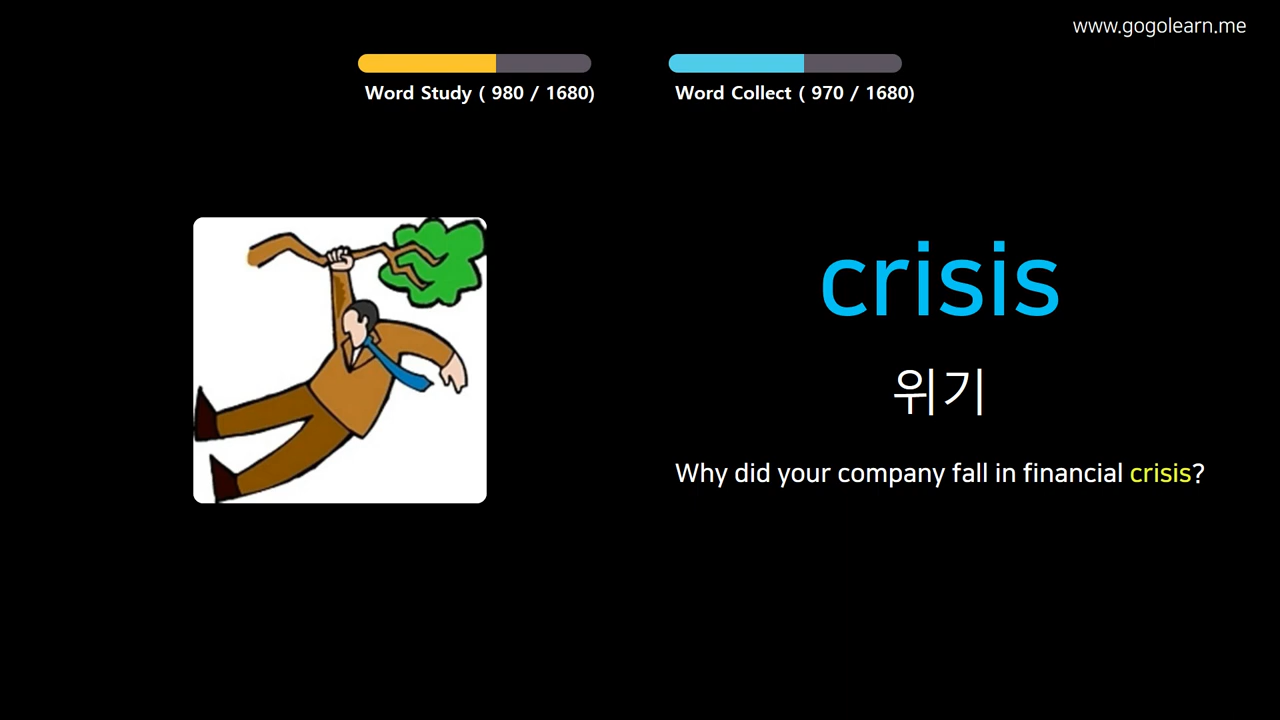 www.gogolearn.me
Word Study ( 980 / 1680)
Word Collect ( 970 / 1680)
crisis
위기
Why did your company fall in financial crisis?